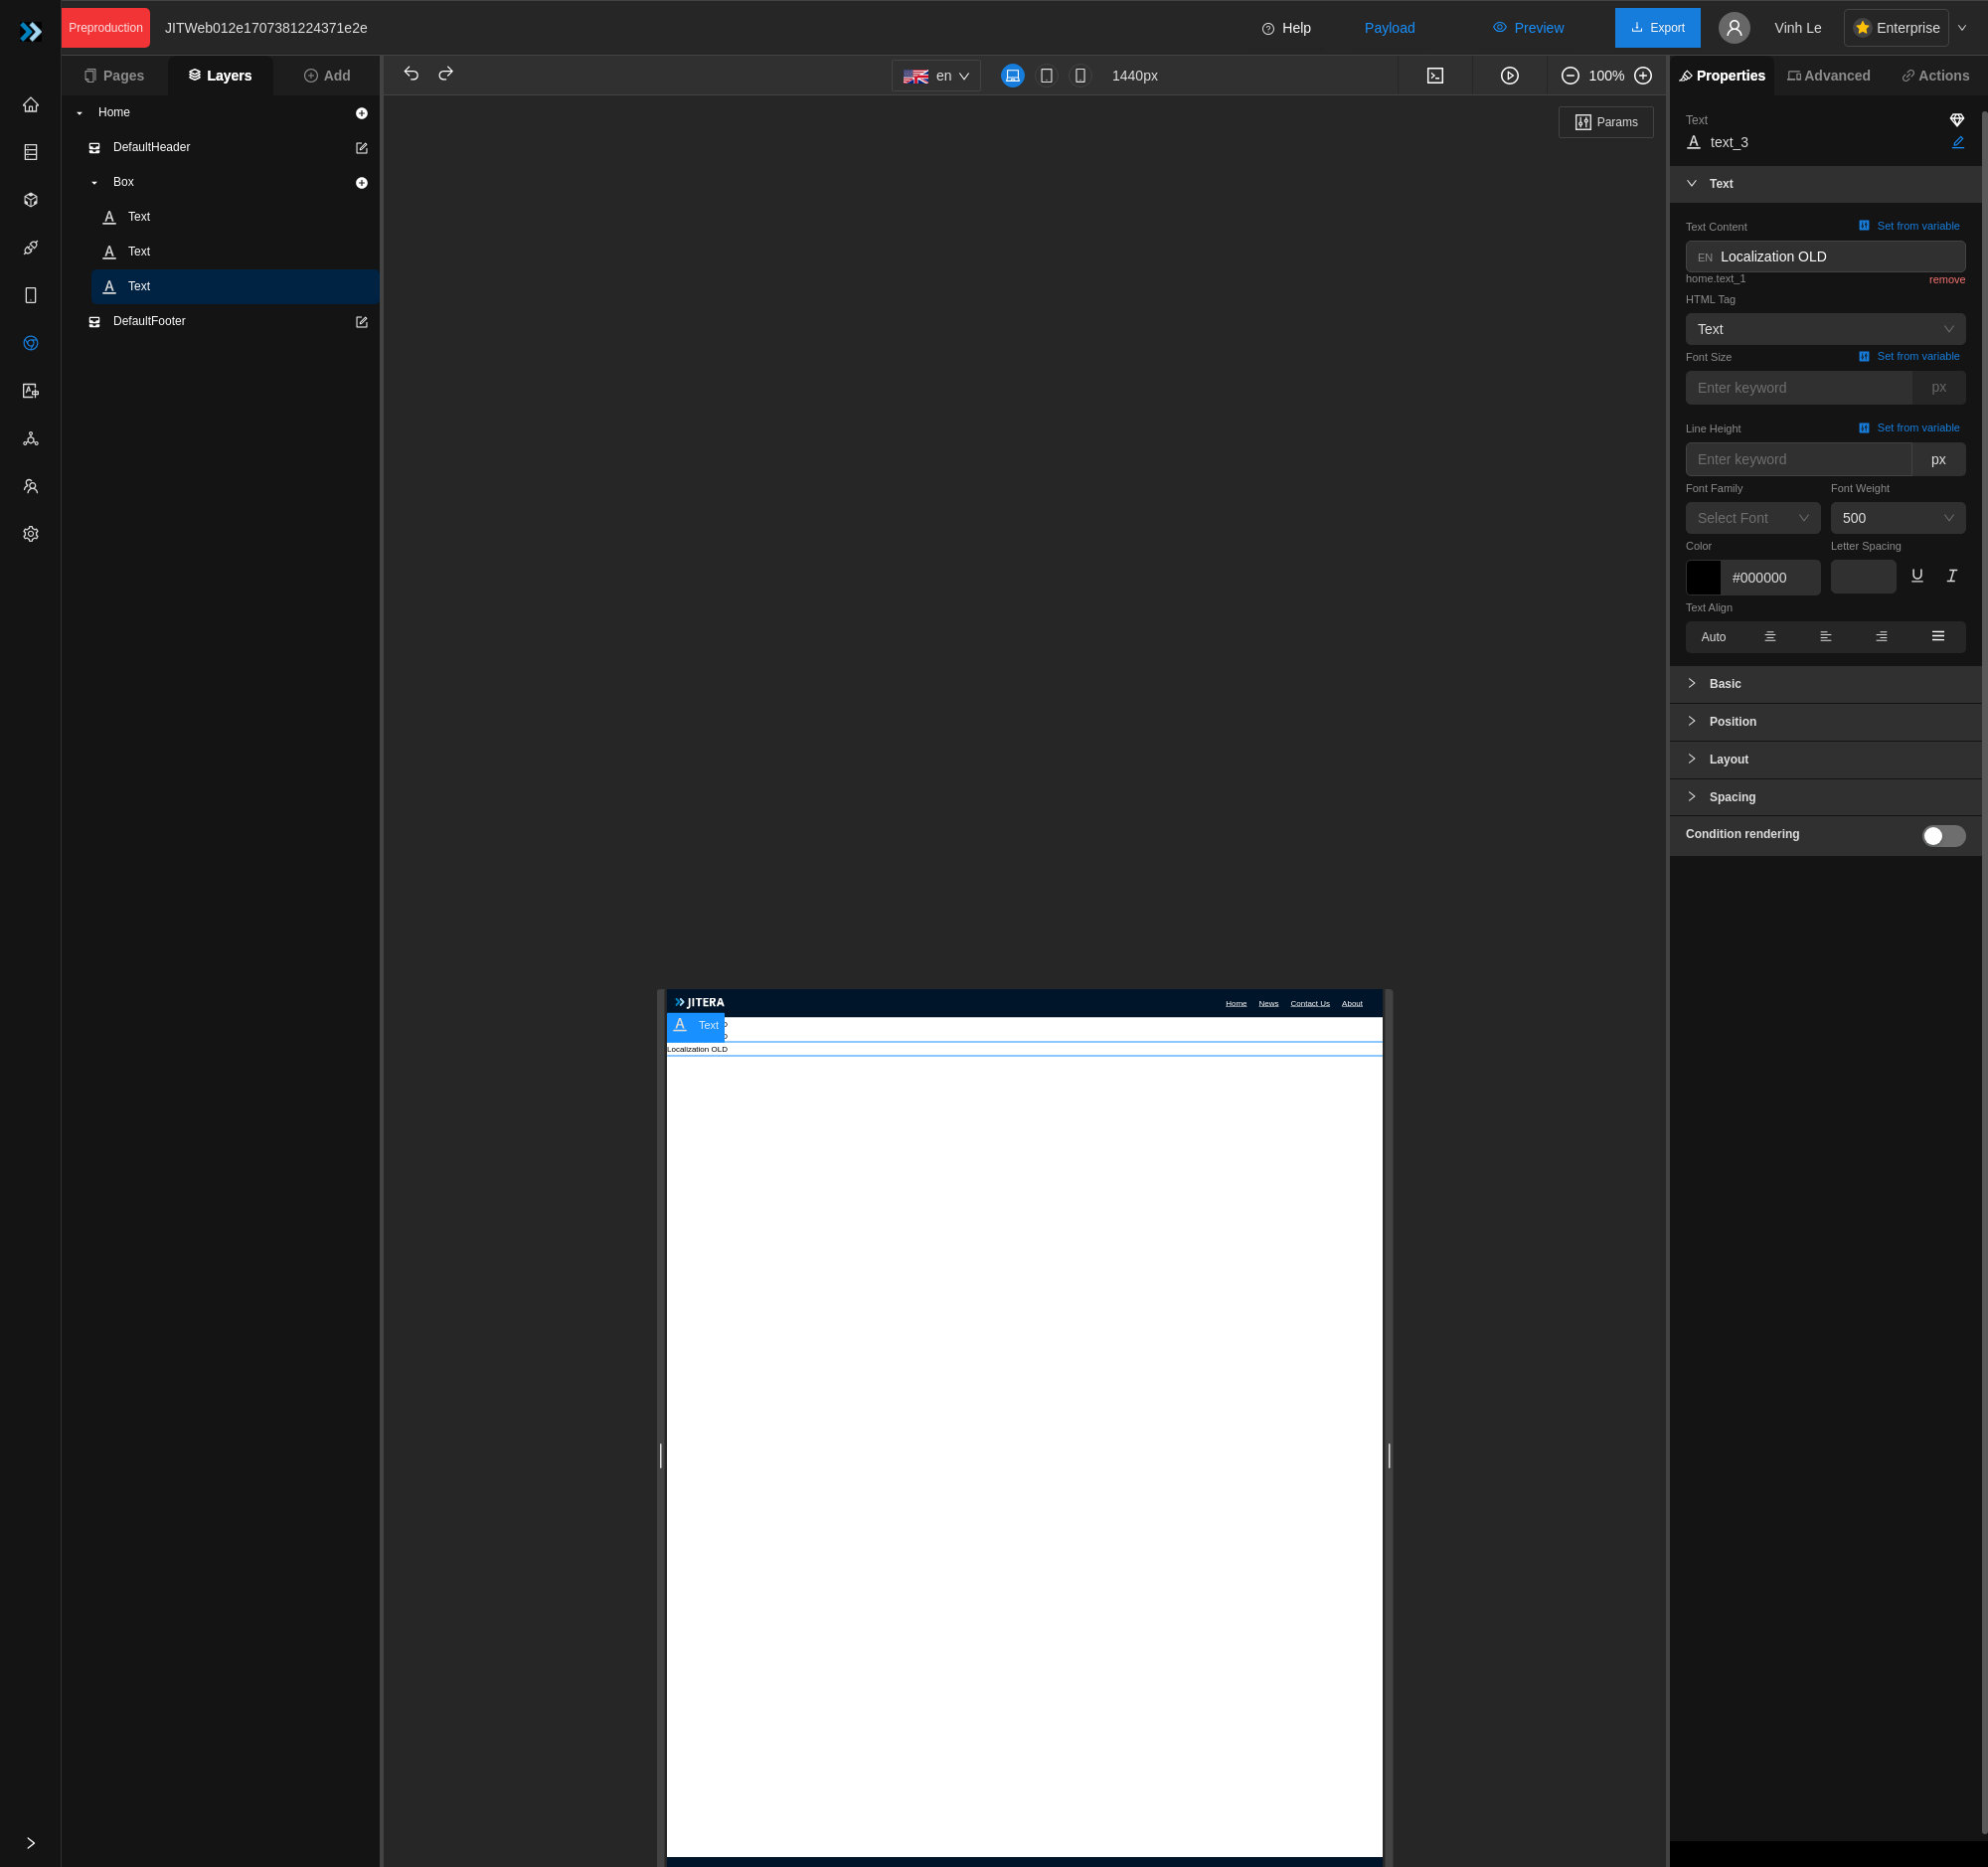 Preproduction JITWeb012e1707381224371e2e Help Payload Preview Export Vinh Le Enterprise
Pages Layers Add en 1440px 100% Properties Advanced Actions
Home
DefaultHeader
Box
Text
Text
Text
DefaultFooter
Params
JITERA Home News Contact Us About
Text
Localization OLD
Text
text_3
Text
Text Content Set from variable
EN Localization OLD
home.text_1 remove
HTML Tag
Text
Font Size Set from variable
Enter keyword px
Line Height Set from variable
Enter keyword px
Font Family Font Weight
Select Font 500
Color Letter Spacing
#000000
Text Align
Auto
Basic
Position
Layout
Spacing
Condition rendering